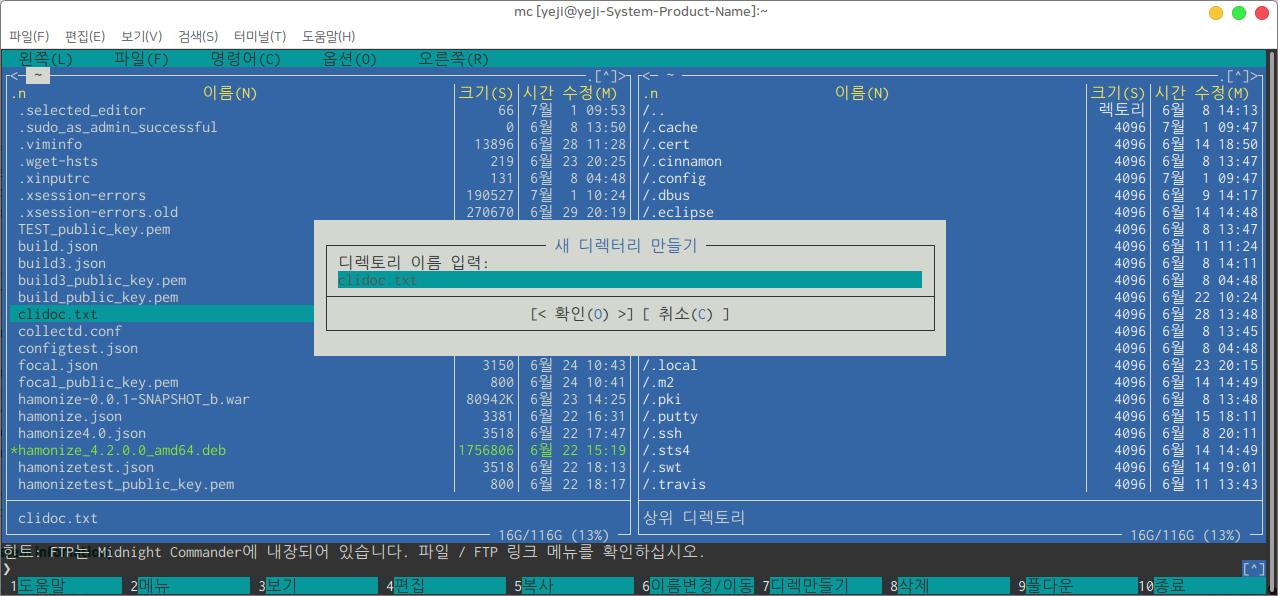 mc [yeji@yeji-System-Product-Name]:~
파일(F) 편집(E) 보기(V) 검색(S) 터미널(T) 도움말(H)
왼쪽(L) 파일(F) 명령어(C) 옵션(O) 오른쪽(R)
<─ ~ .[^]> <─ ~ .[^]>
.n 이름(N) 크기(S) 시간 수정(M) .n 이름(N) 크기(S) 시간 수정(M)
.selected_editor 66 7월 1 09:53 /.. 렉토리 6월 8 14:13
.sudo_as_admin_successful 0 6월 8 13:50 /.cache 4096 7월 1 09:47
.viminfo 13896 6월 28 11:28 /.cert 4096 6월 14 18:50
.wget-hsts 219 6월 23 20:25 /.cinnamon 4096 6월 8 13:47
.xinputrc 131 6월 8 04:48 /.config 4096 7월 1 09:47
.xsession-errors 190527 7월 1 10:24 /.dbus 4096 6월 9 14:17
.xsession-errors.old 270670 6월 29 20:19 /.eclipse 4096 6월 14 14:48
TEST_public_key.pem 4096 6월 8 13:47
build.json 4096 6월 11 11:24
build3.json 4096 6월 8 14:11
build3_public_key.pem 4096 6월 8 04:48
build_public_key.pem 4096 6월 22 10:24
clidoc.txt 4096 6월 28 13:48
collectd.conf 4096 6월 8 13:45
configtest.json 4096 6월 8 04:48
새 디렉터리 만들기
디렉토리 이름 입력:
clidoc.txt
[< 확인(O) >] [ 취소(C) ]
focal.json 3150 6월 24 10:43 /.local 4096 6월 23 20:15
focal_public_key.pem 800 6월 24 10:41 /.m2 4096 6월 14 14:49
hamonize-0.0.1-SNAPSHOT_b.war 80942K 6월 23 14:25 /.pki 4096 6월 8 13:48
hamonize.json 3381 6월 22 16:31 /.putty 4096 6월 15 18:11
hamonize4.0.json 3518 6월 22 17:47 /.ssh 4096 6월 8 20:11
*hamonize_4.2.0.0_amd64.deb 1756806 6월 22 15:19 /.sts4 4096 6월 14 14:49
hamonizetest.json 3518 6월 22 18:13 /.swt 4096 6월 14 19:01
hamonizetest_public_key.pem 800 6월 22 18:17 /.travis 4096 6월 11 13:43
clidoc.txt 상위 디렉토리
16G/116G (13%) 16G/116G (13%)
힌트: FTP는 Midnight Commander에 내장되어 있습니다. 파일 / FTP 링크 메뉴를 확인하십시오.
❯ [^]
1도움말 2메뉴 3보기 4편집 5복사 6이름변경/이동 7디렉만들기 8삭제 9풀다운 10종료